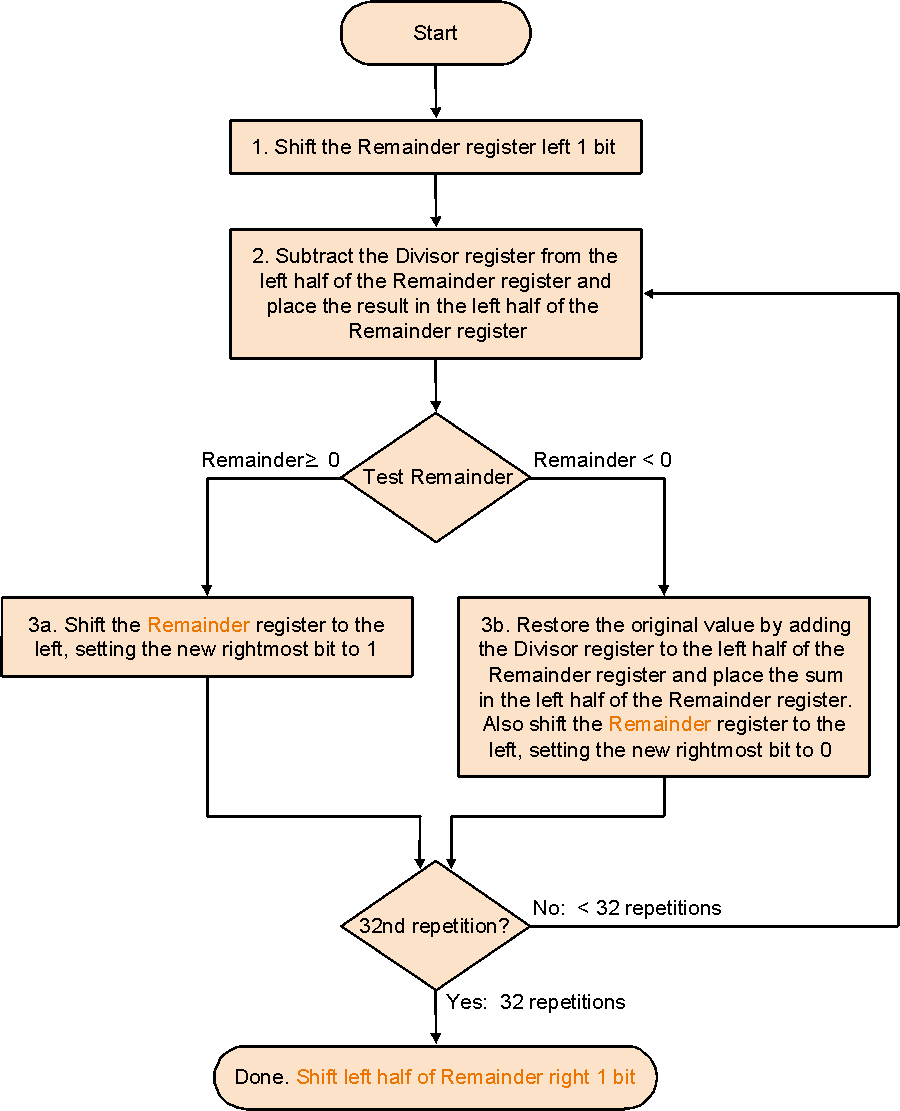 Start
1. Shift the Remainder register left 1 bit
2. Subtract the Divisor register from the
left half of the Remainder register and
place the result in the left half of the
Remainder register
Remainder≥ 0
Test Remainder
Remainder < 0
3a. Shift the Remainder register to the
left, setting the new rightmost bit to 1
3b. Restore the original value by adding
the Divisor register to the left half of the
Remainder register and place the sum
in the left half of the Remainder register.
Also shift the Remainder register to the
left, setting the new rightmost bit to 0
32nd repetition?
No: < 32 repetitions
Yes: 32 repetitions
Done. Shift left half of Remainder right 1 bit